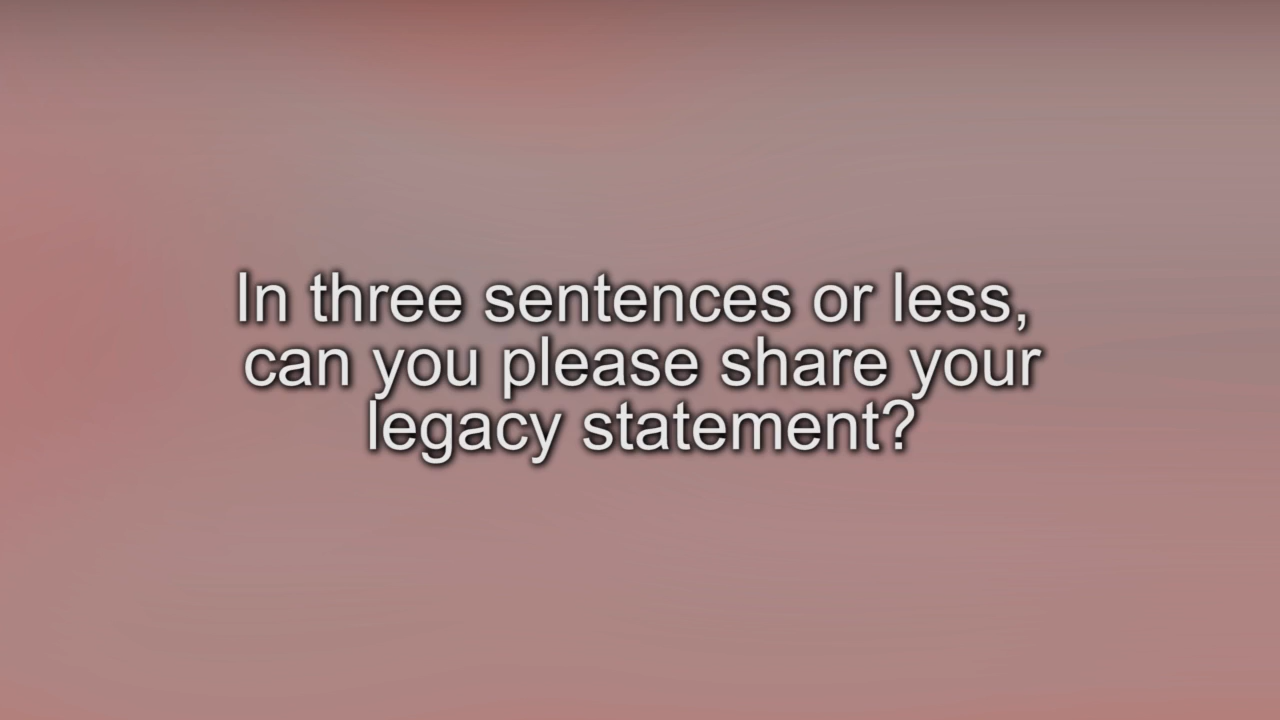 In three sentences or less,
can you please share your
legacy statement?